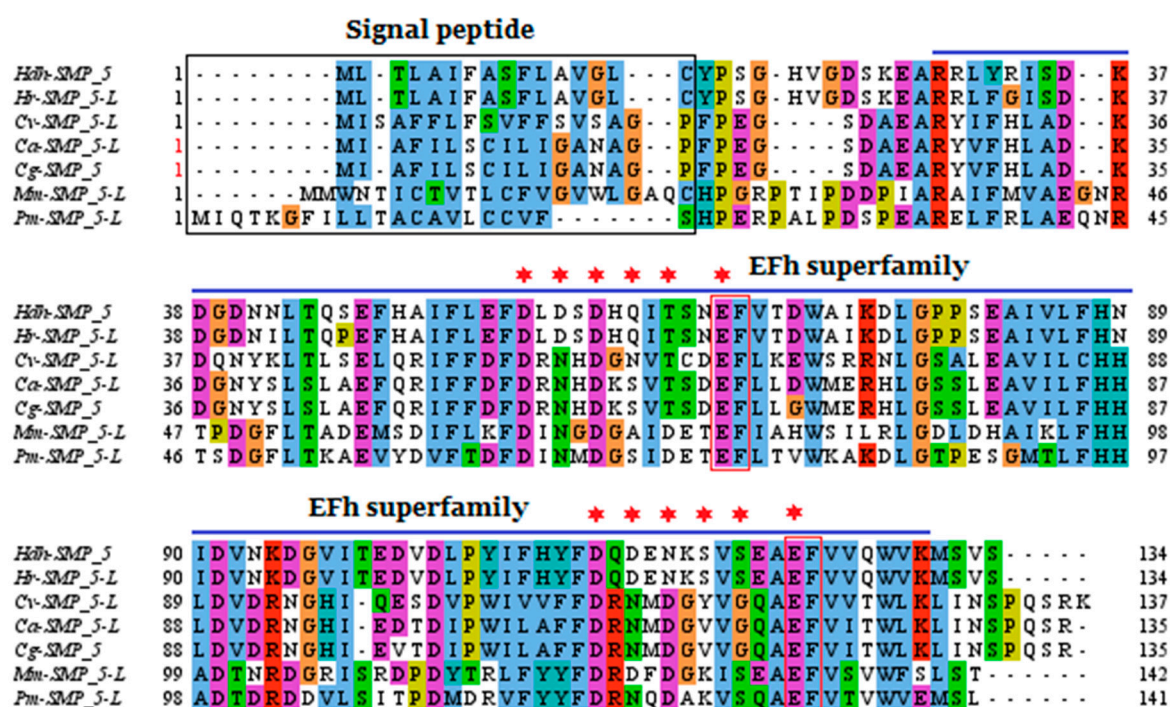 Signal peptide
Hdh-SMP_5 1 --------ML-TLAIFASFLAVGL---CYPSG-HVGDSKEARRLYRISD--K 37
Hr-SMP_5-L 1 --------ML-TLAIFASFLAVGL---CYPSG-HVGDSKEARRLFGISD--K 37
Cv-SMP_5-L 1 --------MISAFFLFSVFFSVSAG--PFPEG----SDAEARYIFHLAD--K 36
Ca-SMP_5-L 1 --------MI-AFILSCILIGANAG--PFPEG----SDAEARYVFHLAD--K 35
Cg-SMP_5 1 --------MI-AFILSCILIGANAG--PFPEG----SDAEARYVFHLAD--K 35
Mm-SMP_5-L 1 ------MMWNTICTVTLCFVGVWLGAQCHPGRPTIPDDPIARAIFMVAEGNR 46
Pm-SMP_5-L 1 MIQTKGFILLTACAVLCCVF-------SHPERPALPDSPEARELFRLAEQNR 45
EFh superfamily
Hdh-SMP_5 38 DGDNNLTQSEFHAIFLEFDLDSDHQITSNEFVTDWAIKDLGPPSEAIVLFHN 89
Hr-SMP_5-L 38 DGDNILTQPEFHAIFLEFDLDSDHQITSNEFVTDWAIKDLGPPSEAIVLFHN 89
Cv-SMP_5-L 37 DQNYKLTLSELQRIFFDFDRNHDGNVTCDEFLKEWSRRNLGSALEAVILCHH 88
Ca-SMP_5-L 36 DGNYSLSLAEFQRIFFDFDRNHDKSVTSDEFLLDWMERHLGSSLEAVILFHH 87
Cg-SMP_5 36 DGNYSLSLAEFQRIFFDFDRNHDKSVTSDEFLLGWMERHLGSSLEAVILFHH 87
Mm-SMP_5-L 47 TPDGFLTADEMSDIFLKFDINGDGAIDETEFIAHWSILRLGDLDHAIKLFHH 98
Pm-SMP_5-L 46 TSDGFLTKAEVYDVFTDFDINMDGSIDETEFLTVWKAKDLGTPESGMTLFHH 97
EFh superfamily
Hdh-SMP_5 90 IDVNKDGVITEDVDLPYIFHYFDQDENKSVSEAEFVVQWVKMSVS----- 134
Hr-SMP_5-L 90 IDVNKDGVITEDVDLPYIFHYFDQDENKSVSEAEFVVQWVKMSVS----- 134
Cv-SMP_5-L 89 LDVDRNGHI-QESDVPWIVVFFDRNMDGYVGQAEFVVTWLKLINSPQSRK 137
Ca-SMP_5-L 88 LDVDRNGHI-EDTDIPWILAFFDRNMDGVVGQAEFVITWLKLINSPQSR- 135
Cg-SMP_5 88 LDVDRNGHI-EVTDIPWILAFFDRNMDGVVGQAEFVITWLKLINSPQSR- 135
Mm-SMP_5-L 99 ADTNRDGRISRDPDYTRLFYYFDRDFDGKISEAEFVSVWFSLST------ 142
Pm-SMP_5-L 98 ADTDRDDVLSITPDMDRVFYYFDRNQDAKVSQAEFVTVWVEMSL------ 141